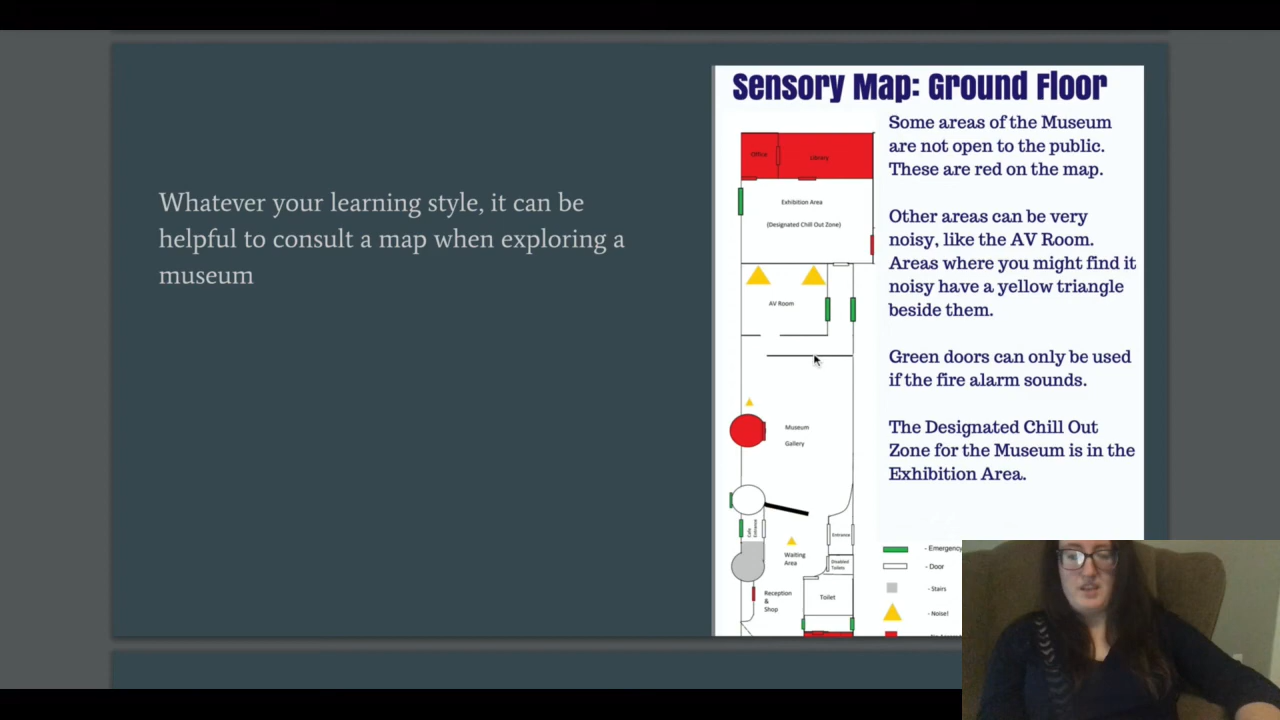 Whatever your learning style, it can be
helpful to consult a map when exploring a
museum
Sensory Map: Ground Floor
Some areas of the Museum
are not open to the public.
These are red on the map.
Other areas can be very
noisy, like the AV Room.
Areas where you might find it
noisy have a yellow triangle
beside them.
Green doors can only be used
if the fire alarm sounds.
The Designated Chill Out
Zone for the Museum is in the
Exhibition Area.
Office
Library
Exhibition Area
(Designated Chill Out Zone)
AV Room
Museum
Gallery
Cafe
Entrance
Waiting
Area
Entrance
Disabled
Toilets
Reception
&
Shop
Toilet
- Emergency
- Door
- Stairs
- Noise!